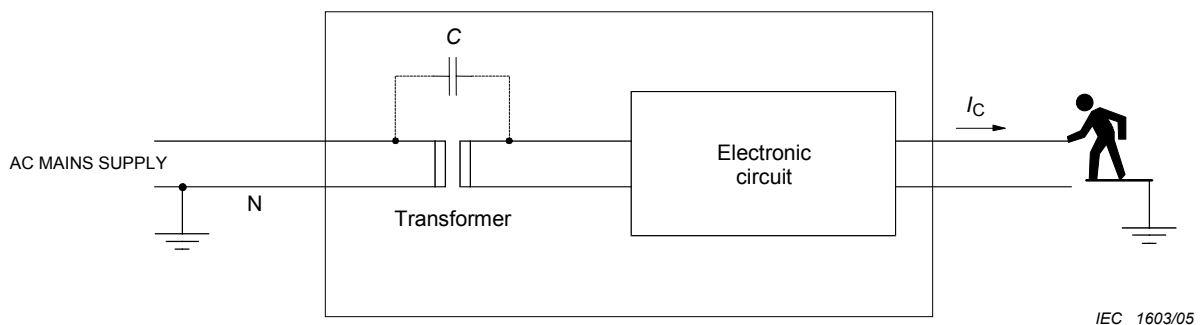 C
I_C
AC MAINS SUPPLY
Electronic
circuit
N
Transformer
IEC 1603/05